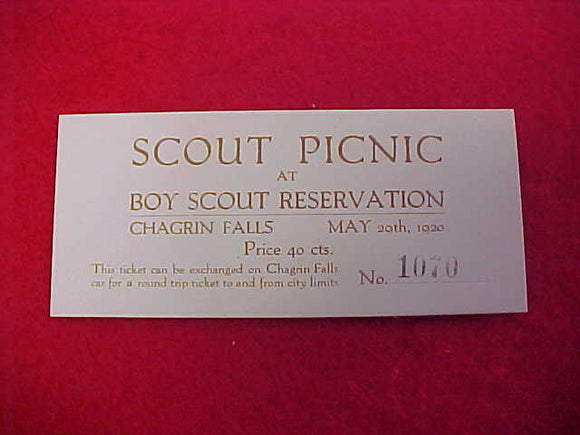 SCOUT PICNIC
AT
BOY SCOUT RESERVATION
CHAGRIN FALLS MAY 29th, 1920
Price 40 cts.
This ticket can be exchanged on Chagrin Falls
car for a round trip ticket to and from city limits
No. 1070